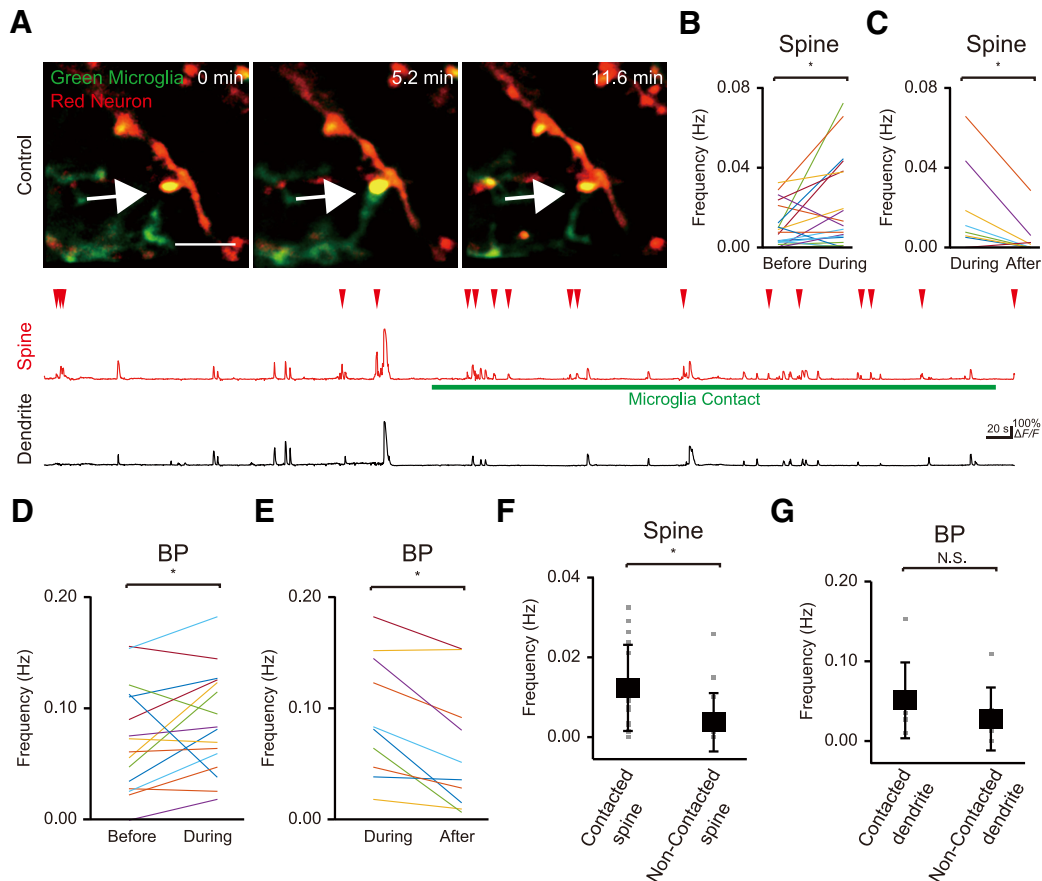 A
Control
Green Microglia
Red Neuron
0 min
5.2 min
11.6 min
B
Spine
*
Frequency (Hz)
0.08
0.04
0.00
Before
During
C
Spine
*
Frequency (Hz)
0.08
0.04
0.00
During
After
Spine
Microglia Contact
Dendrite
20 s
100%
ΔF/F
D
BP
*
Frequency (Hz)
0.20
0.10
0.00
Before
During
E
BP
*
Frequency (Hz)
0.20
0.10
0.00
During
After
F
Spine
*
Frequency (Hz)
0.04
0.02
0.00
Contacted
spine
Non-Contacted
spine
G
BP
N.S.
Frequency (Hz)
0.20
0.10
0.00
Contacted
dendrite
Non-Contacted
dendrite